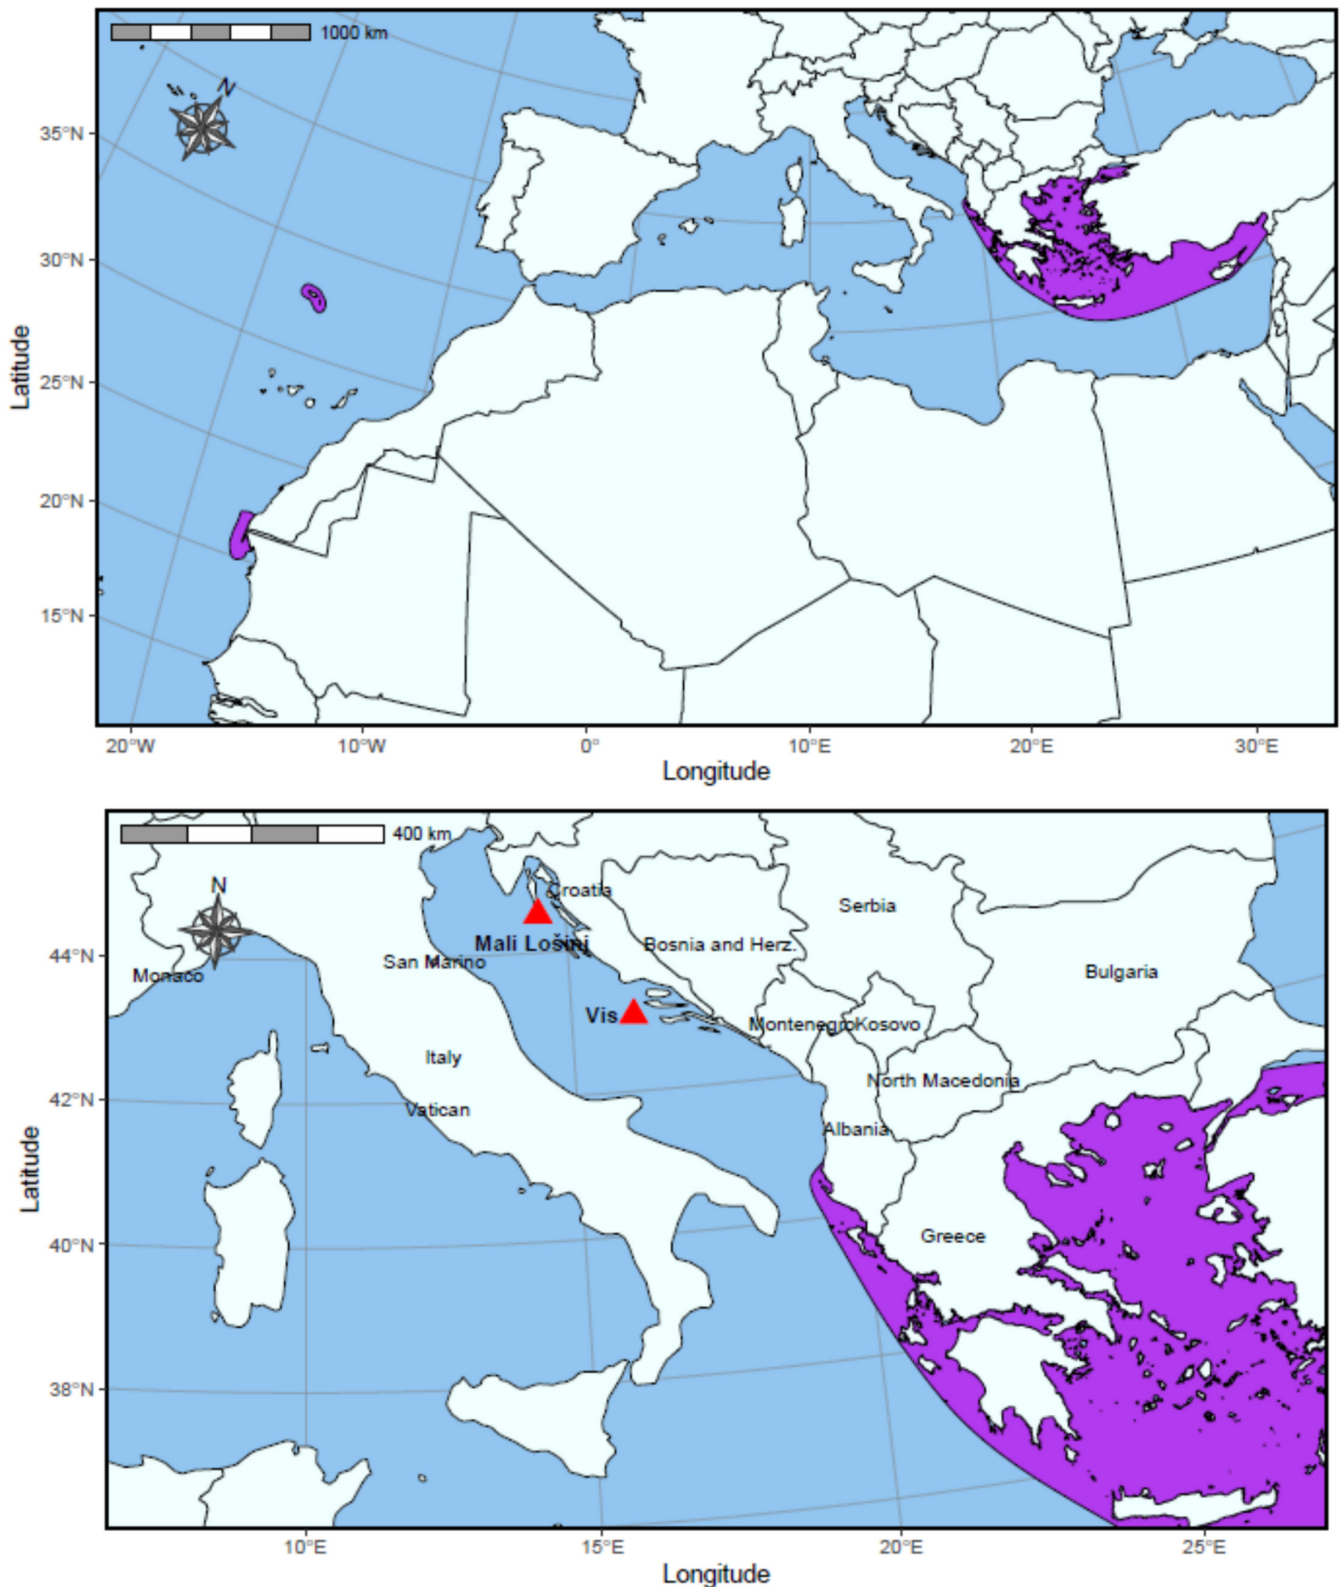 1000 km
N
35°N
30°N
25°N
20°N
15°N
Latitude
20°W 10°W 0° 10°E 20°E 30°E
Longitude
400 km
N
Croatia
Serbia
Mali Lošinj
Bosnia and Herz.
44°N
San Marino
Monaco
Bulgaria
Vis
Montenegro Kosovo
Italy
North Macedonia
42°N
Vatican
Albania
Latitude
40°N
Greece
38°N
10°E 15°E 20°E 25°E
Longitude